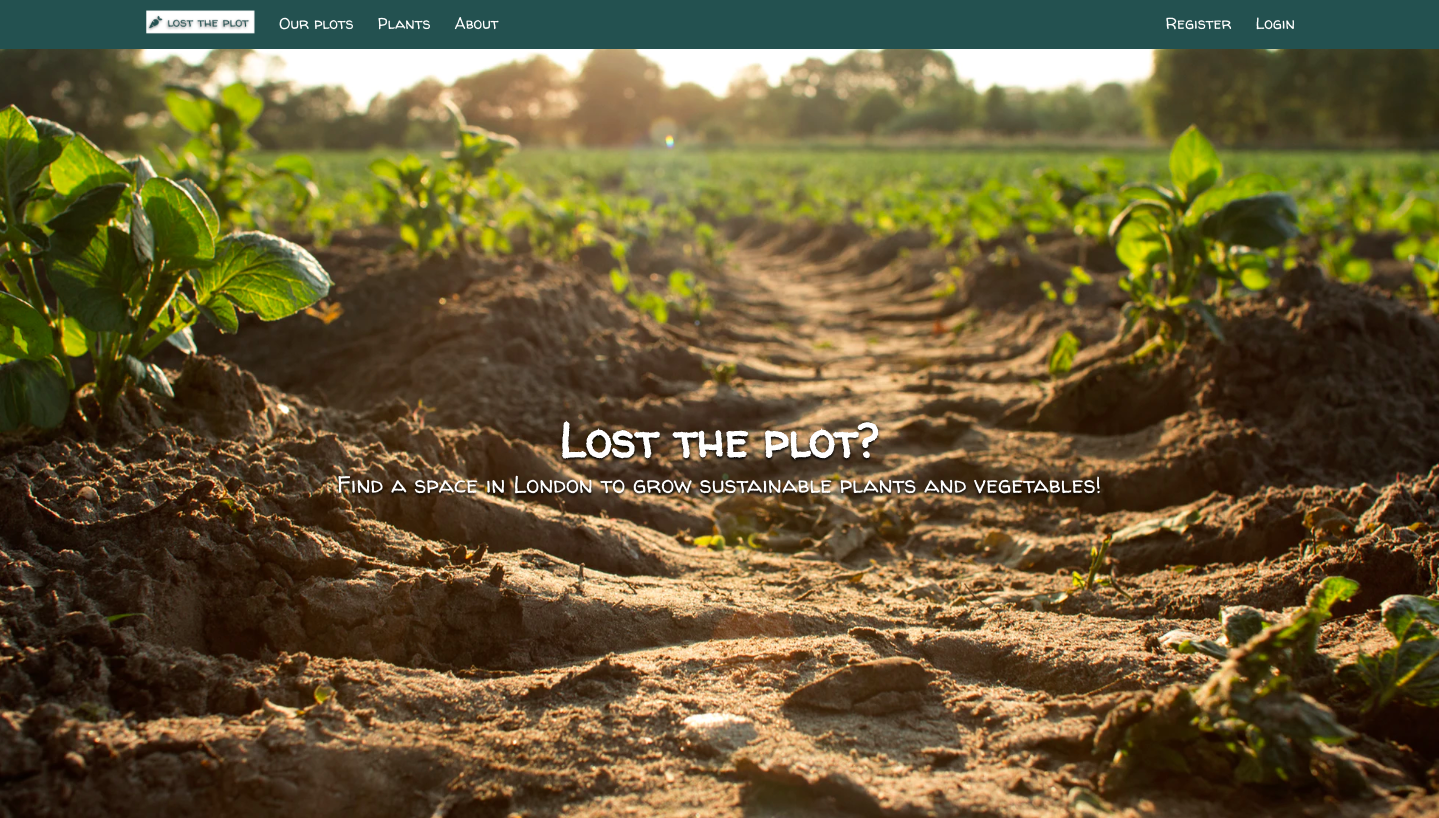 LOST THE PLOT
Our plots
Plants
About
Register
Login
Lost the plot?
Find a space in London to grow sustainable plants and vegetables!